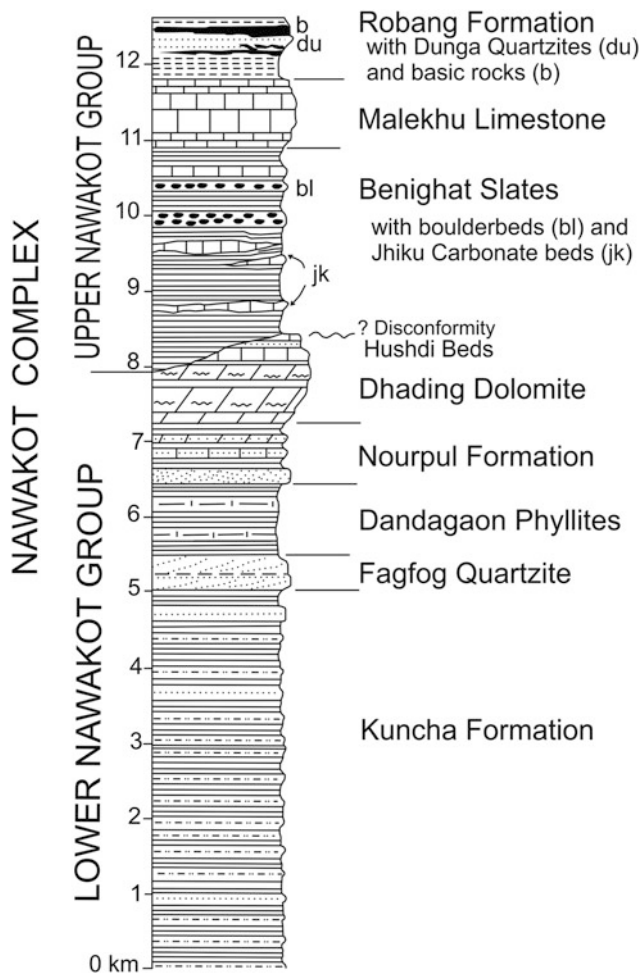 NAWAKOT COMPLEX
UPPER NAWAKOT GROUP
LOWER NAWAKOT GROUP
12
11
10
9
8
7
6
5
4
3
2
1
0 km
b
du
bl
jk
Robang Formation
with Dunga Quartzites (du)
and basic rocks (b)
Malekhu Limestone
Benighat Slates
with boulderbeds (bl) and
Jhiku Carbonate beds (jk)
? Disconformity
Hushdi Beds
Dhading Dolomite
Nourpul Formation
Dandagaon Phyllites
Fagfog Quartzite
Kuncha Formation